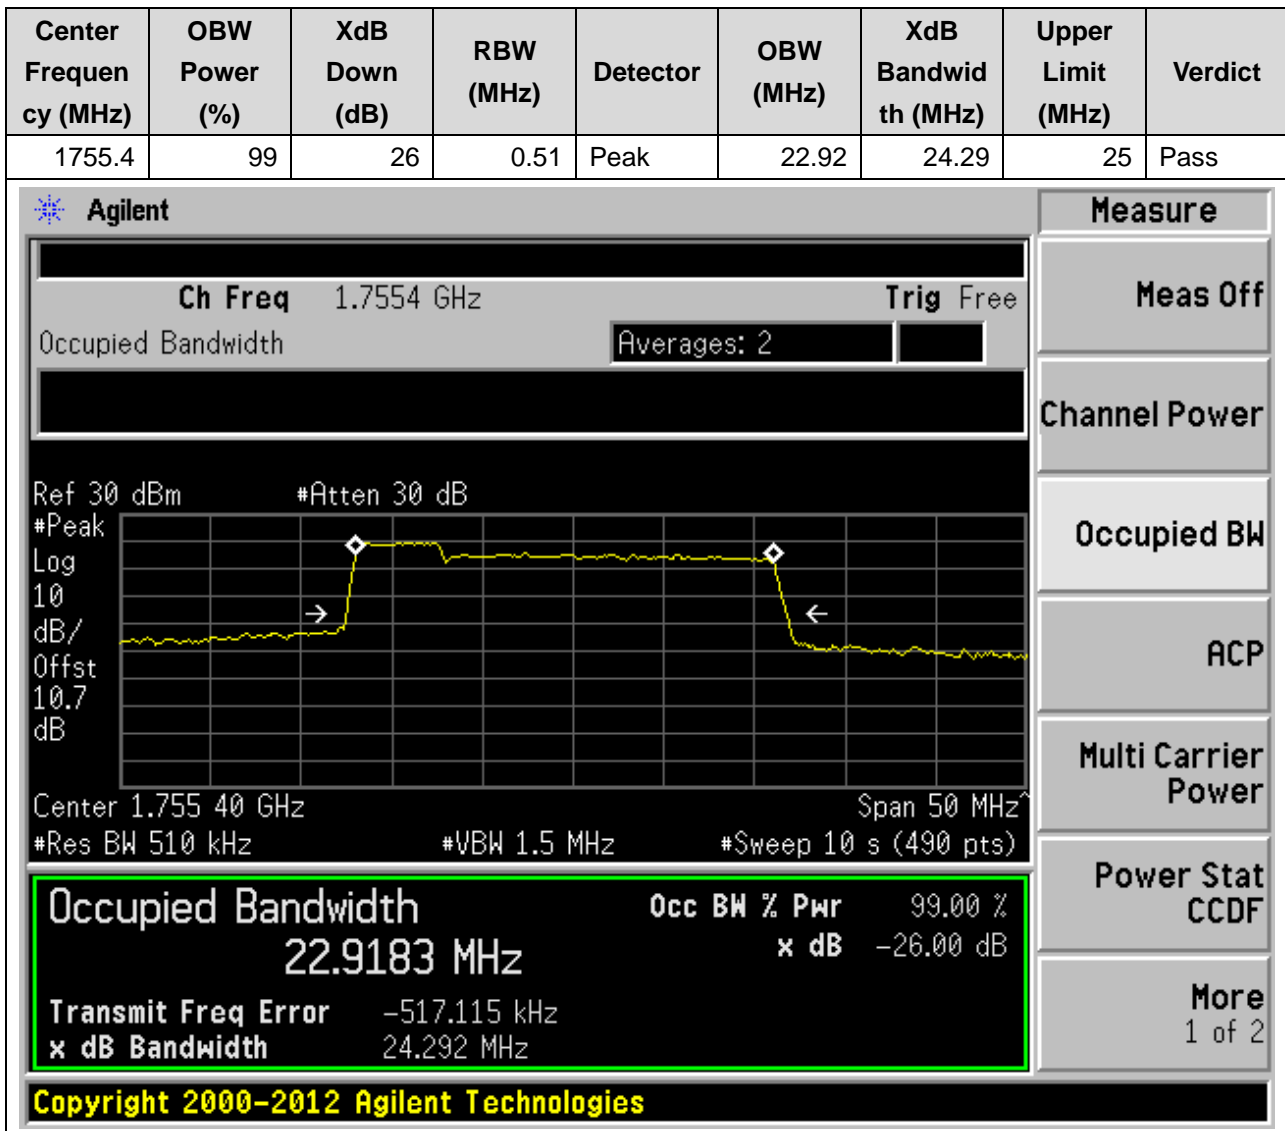 Center Frequen cy (MHz) OBW Power (%) XdB Down (dB) RBW (MHz) Detector OBW (MHz) XdB Bandwid th (MHz) Upper Limit (MHz) Verdict
1755.4 99 26 0.51 Peak 22.92 24.29 25 Pass
Agilent
Measure
Ch Freq 1.7554 GHz Trig Free
Meas Off
Occupied Bandwidth Averages: 2
Channel Power
Ref 30 dBm #Atten 30 dB
#Peak
Log
10
dB/
Offst
10.7
dB
Occupied BW
ACP
Multi Carrier
Power
Center 1.755 40 GHz Span 50 MHz^
#Res BW 510 kHz #VBW 1.5 MHz #Sweep 10 s (490 pts)
Power Stat
CCDF
Occupied Bandwidth Occ BW % Pwr 99.00 %
22.9183 MHz x dB -26.00 dB
Transmit Freq Error -517.115 kHz
x dB Bandwidth 24.292 MHz
More
1 of 2
Copyright 2000-2012 Agilent Technologies